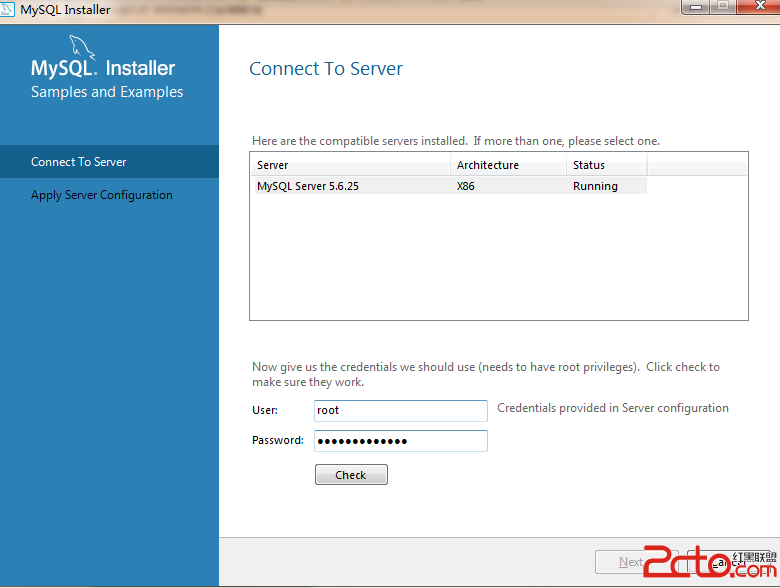 MySQL Installer
MySQL. Installer
Samples and Examples
Connect To Server
Apply Server Configuration
Connect To Server
Here are the compatible servers installed. If more than one, please select one.
Server Architecture Status
MySQL Server 5.6.25 X86 Running
Now give us the credentials we should use (needs to have root privileges). Click check to
make sure they work.
User: root Credentials provided in Server configuration
Password: ●●●●●●●●●●●●●
Check
Next Cancel
2cto.com
红黑联盟